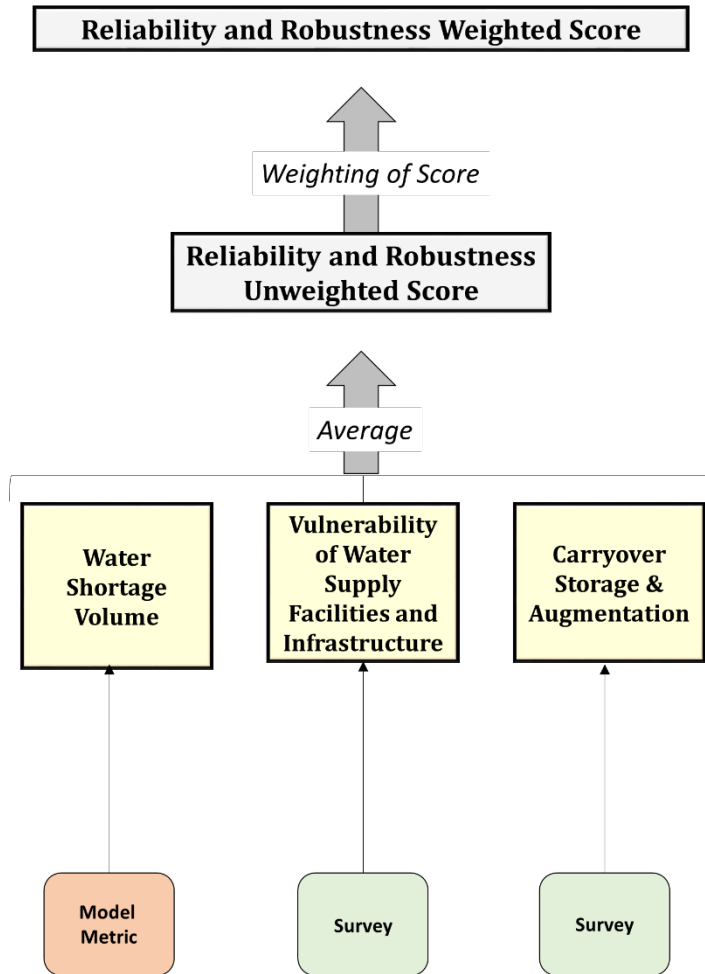 Reliability and Robustness Weighted Score
Weighting of Score
Reliability and Robustness
Unweighted Score
Average
Water
Shortage
Volume
Vulnerability
of Water
Supply
Facilities and
Infrastructure
Carryover
Storage &
Augmentation
Model
Metric
Survey
Survey